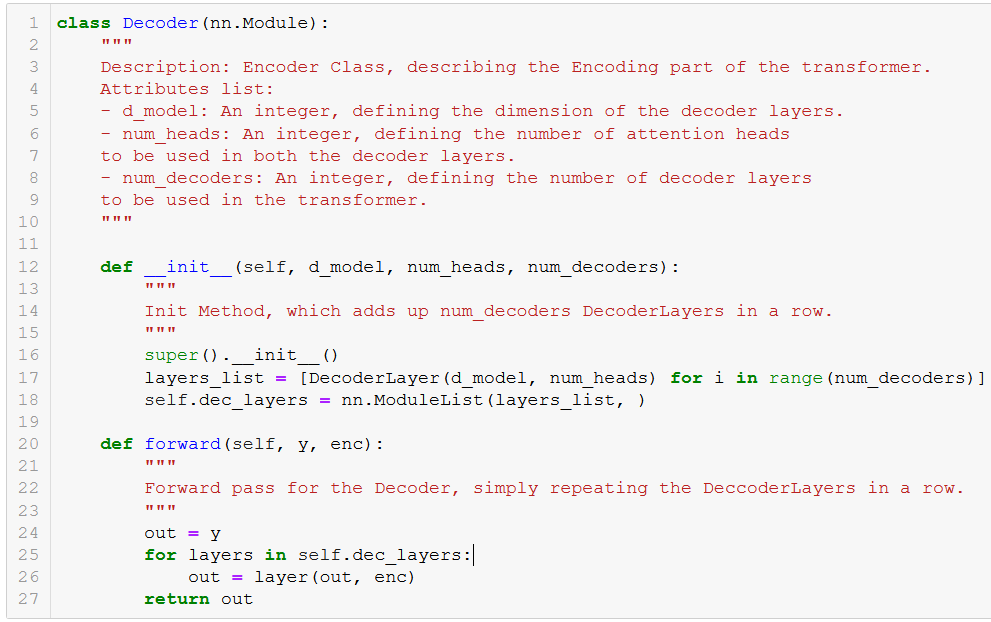 1 class Decoder(nn.Module):
2 """
3 Description: Encoder Class, describing the Encoding part of the transformer.
4 Attributes list:
5 - d_model: An integer, defining the dimension of the decoder layers.
6 - num_heads: An integer, defining the number of attention heads
7 to be used in both the decoder layers.
8 - num_decoders: An integer, defining the number of decoder layers
9 to be used in the transformer.
10 """
11
12 def __init__(self, d_model, num_heads, num_decoders):
13 """
14 Init Method, which adds up num_decoders DecoderLayers in a row.
15 """
16 super().__init__()
17 layers_list = [DecoderLayer(d_model, num_heads) for i in range(num_decoders)]
18 self.dec_layers = nn.ModuleList(layers_list, )
19
20 def forward(self, y, enc):
21 """
22 Forward pass for the Decoder, simply repeating the DeccoderLayers in a row.
23 """
24 out = y
25 for layers in self.dec_layers:
26 out = layer(out, enc)
27 return out